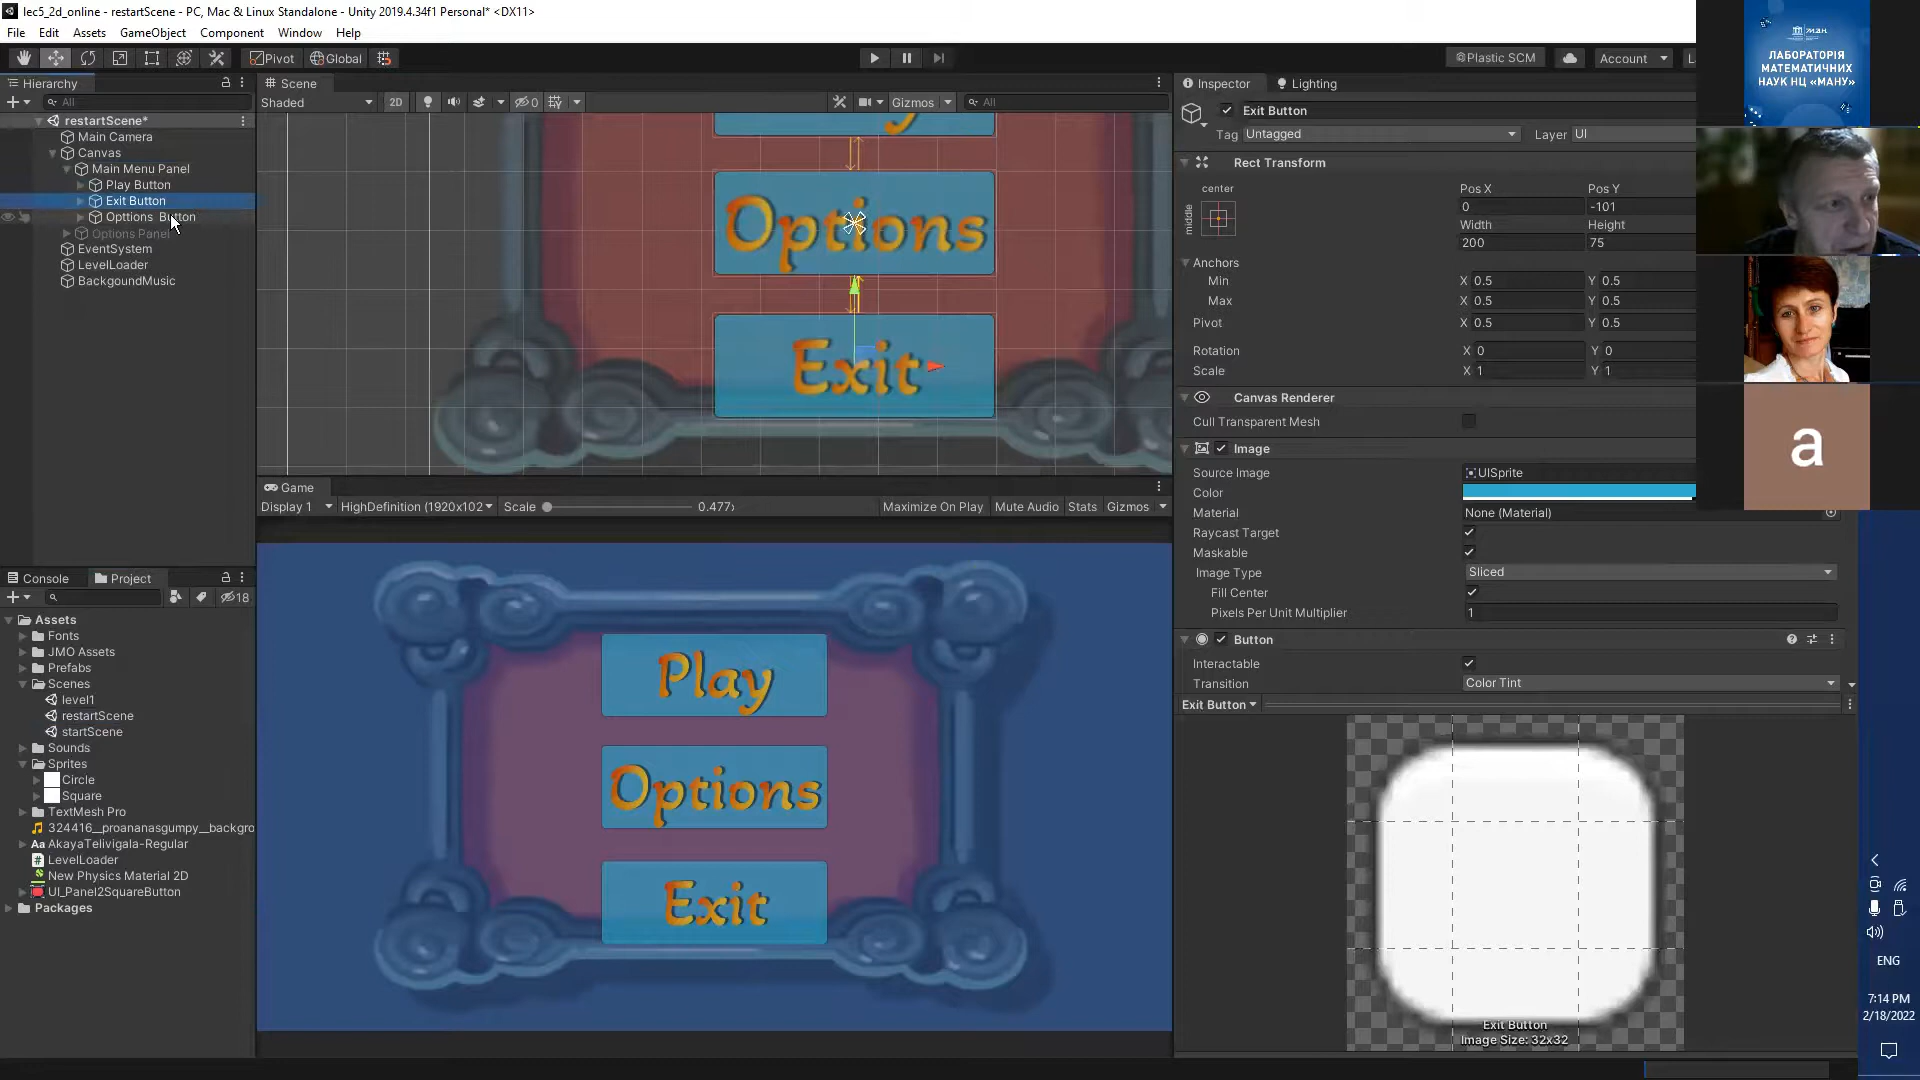 lec5_2d_online - restartScene - PC, Mac & Linux Standalone - Unity 2019.4.34f1 Personal* <DX11>
File Edit Assets GameObject Component Window Help
Pivot Global
Plastic SCM Account
Hierarchy
All
restartScene*
Main Camera
Canvas
Main Menu Panel
Play Button
Exit Button
Opttions Button
Options Panel
EventSystem
LevelLoader
BackgoundMusic
Scene
Shaded 2D 0 Gizmos All
Options
Exit
Game
Display 1 HighDefinition (1920x102 Scale 0.477: Maximize On Play Mute Audio Stats Gizmos
Play
Options
Exit
Console Project
18
Assets
Fonts
JMO Assets
Prefabs
Scenes
level1
restartScene
startScene
Sounds
Sprites
Circle
Square
TextMesh Pro
324416__proananasgumpy__backgro
Aa AkayaTelivigala-Regular
LevelLoader
New Physics Material 2D
UI_Panel2SquareButton
Packages
Inspector Lighting
Exit Button
Tag Untagged Layer UI
Rect Transform
center
middle
Pos X Pos Y
0 -101
Width Height
200 75
Anchors
Min X 0.5 Y 0.5
Max X 0.5 Y 0.5
Pivot X 0.5 Y 0.5
Rotation X 0 Y 0
Scale X 1 Y 1
Canvas Renderer
Cull Transparent Mesh
Image
Source Image UISprite
Color
Material None (Material)
Raycast Target
Maskable
Image Type Sliced
Fill Center
Pixels Per Unit Multiplier 1
Button
Interactable
Transition Color Tint
Exit Button
Exit Button
Image Size: 32x32
ЛАБОРАТОРІЯ
МАТЕМАТИЧНИХ
НАУК НЦ «МАНУ»
a
ENG
7:14 PM
2/18/2022